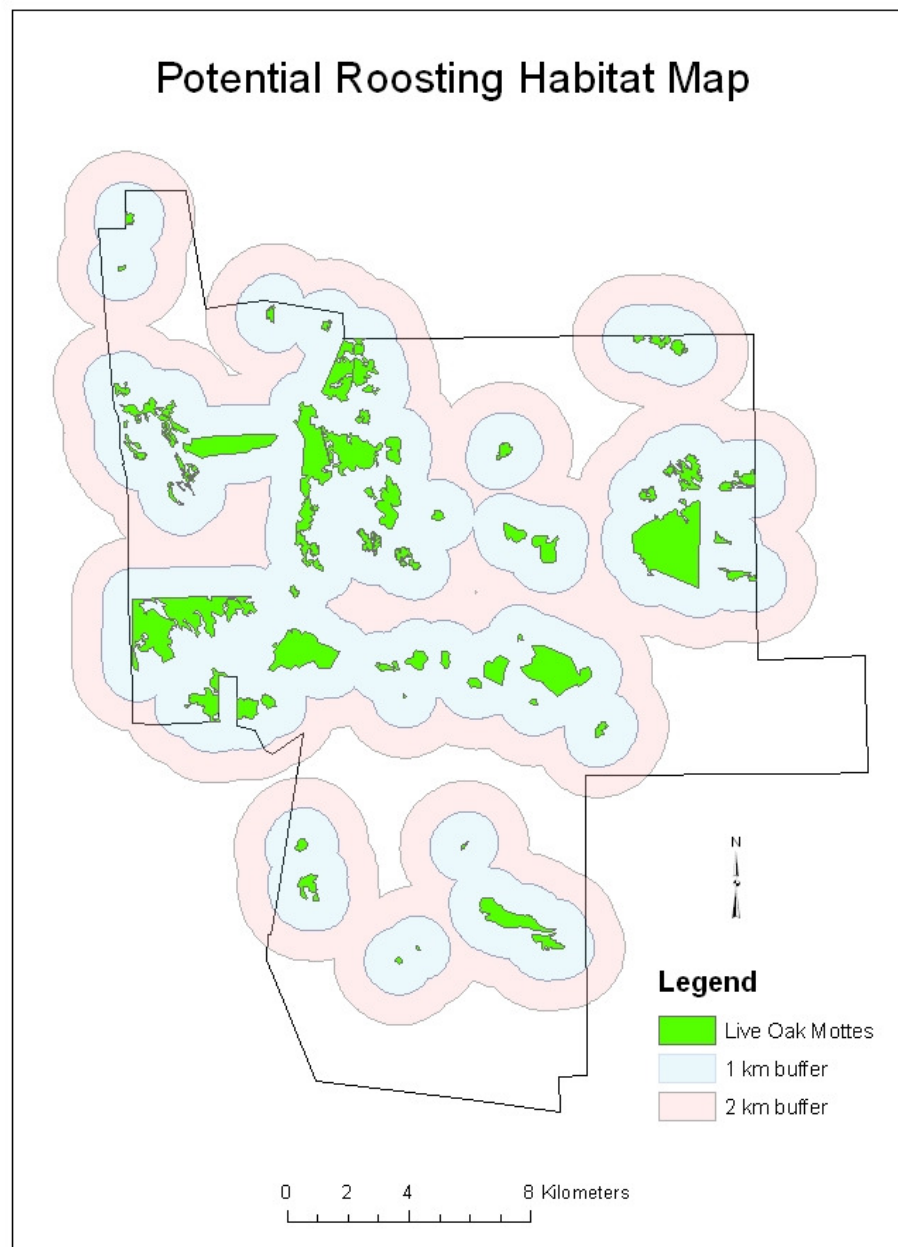 Potential Roosting Habitat Map
N
Legend
Live Oak Mottes
1 km buffer
2 km buffer
0 2 4 8 Kilometers